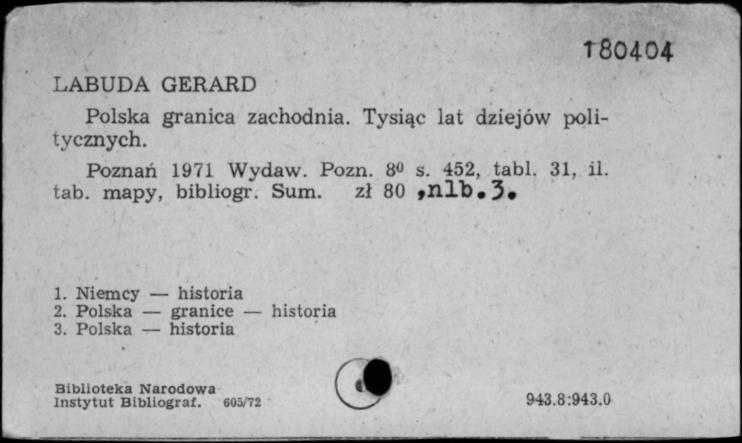 180404
LABUDA GERARD
Polska granica zachodnia. Tysiąc lat dziejów poli-
tycznych.
Poznań 1971 Wydaw. Pozn. 8⁰ s. 452, tabl. 31, il.
tab. mapy, bibliogr. Sum. zł 80 ,nlb.3.
1. Niemcy — historia
2. Polska — granice — historia
3. Polska — historia
Biblioteka Narodowa
Instytut Bibliograf. 605/72
943.8:943.0